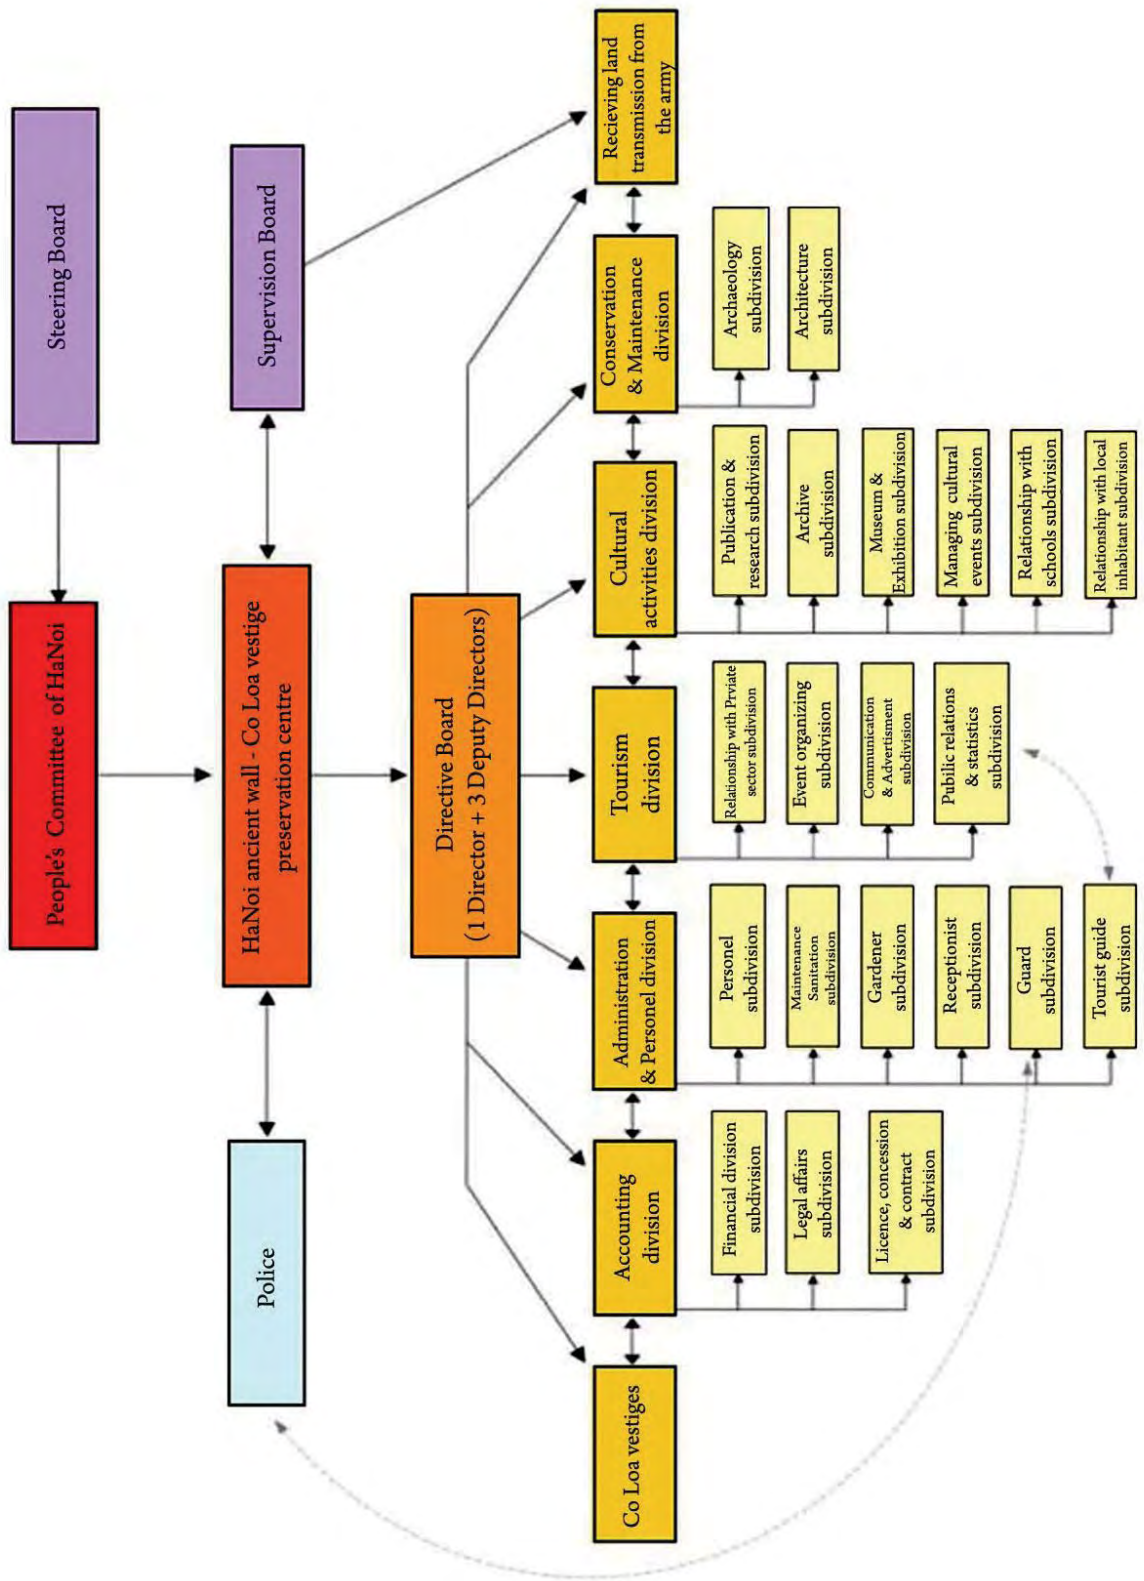 Steering Board
People's Committee of HaNoi
Supervision Board
HaNoi ancient wall - Co Loa vestige
preservation centre
Police
Directive Board
(1 Director + 3 Deputy Directors)
Co Loa vestiges
Accounting
division
Administration
& Personel division
Tourism
division
Cultural
activities division
Conservation
& Maintenance
division
Recieving land
transmission from
the army
Financial division
subdivision
Legal affairs
subdivision
Licence, concession
& contract
subdivision
Personel
subdivision
Maintenance
Sanitation
subdivision
Gardener
subdivision
Receptionist
subdivision
Guard
subdivision
Tourist guide
subdivision
Relationship with Prviate
sector subdivision
Event organizing
subdivision
Communication
& Advertisment
subdivision
Public relations
& statistics
subdivision
Publication &
research subdivision
Archive
subdivision
Museum &
Exhibition subdivision
Managing cultural
events subdivision
Relationship with
schools subdivision
Relationship with local
inhabitant subdivision
Archaeology
subdivision
Architecture
subdivision